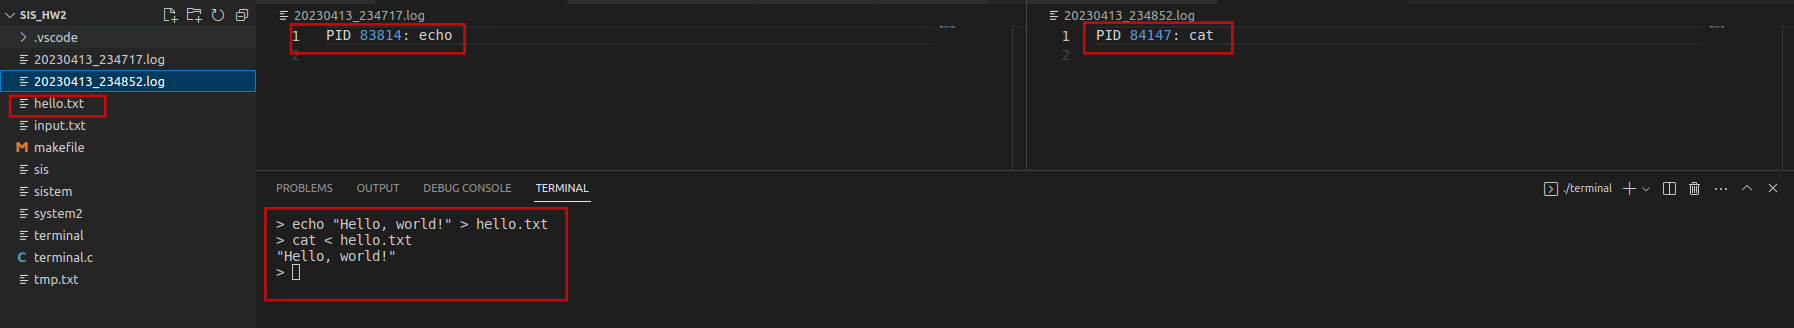 SIS_HW2
.vscode
20230413_234717.log
20230413_234852.log
hello.txt
input.txt
makefile
sis
sistem
system2
terminal
terminal.c
tmp.txt
20230413_234717.log
1 PID 83814: echo
2
20230413_234852.log
1 PID 84147: cat
2
PROBLEMS OUTPUT DEBUG CONSOLE TERMINAL
./terminal
> echo "Hello, world!" > hello.txt
> cat < hello.txt
"Hello, world!"
>